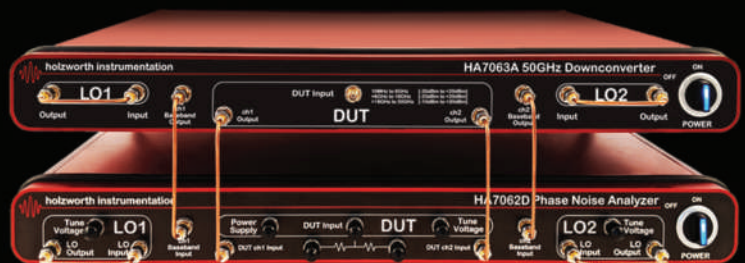 holzworth instrumentation
HA7063A 50GHz Downconverter
ON
OFF
POWER
LO1
Output
Input
ch1
Baseband
Output
ch1
Output
DUT Input
DUT
ch2
Output
ch2
Baseband
Output
LO2
Input
Output
holzworth instrumentation
HA7062D Phase Noise Analyzer
ON
OFF
POWER
Tune
Voltage
LO1
LO
Output
LO
Input
Baseband
Input
Power
Supply
DUT Input
DUT
Tune
Voltage
DUT ch1 Input
DUT ch2 Input
ch2
Baseband
Input
LO2
Tune
Voltage
LO
Input
LO
Output